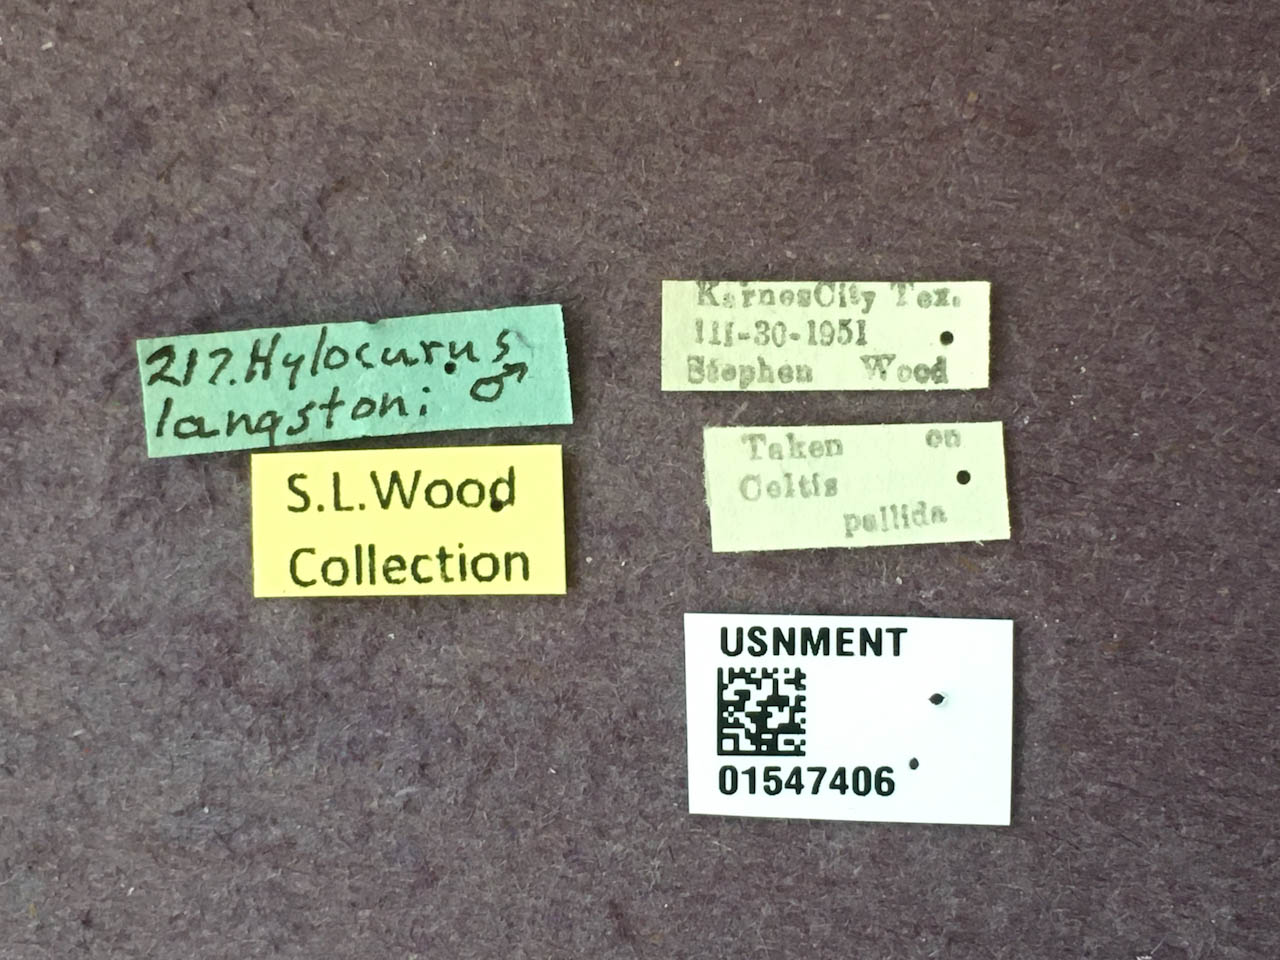 217. Hylocurus
langstoni ♂
S.L.Wood
Collection
KarnesCity Tex.
III-30-1951
Stephen Wood
Taken on
Celtis
pallida
USNMENT
01547406